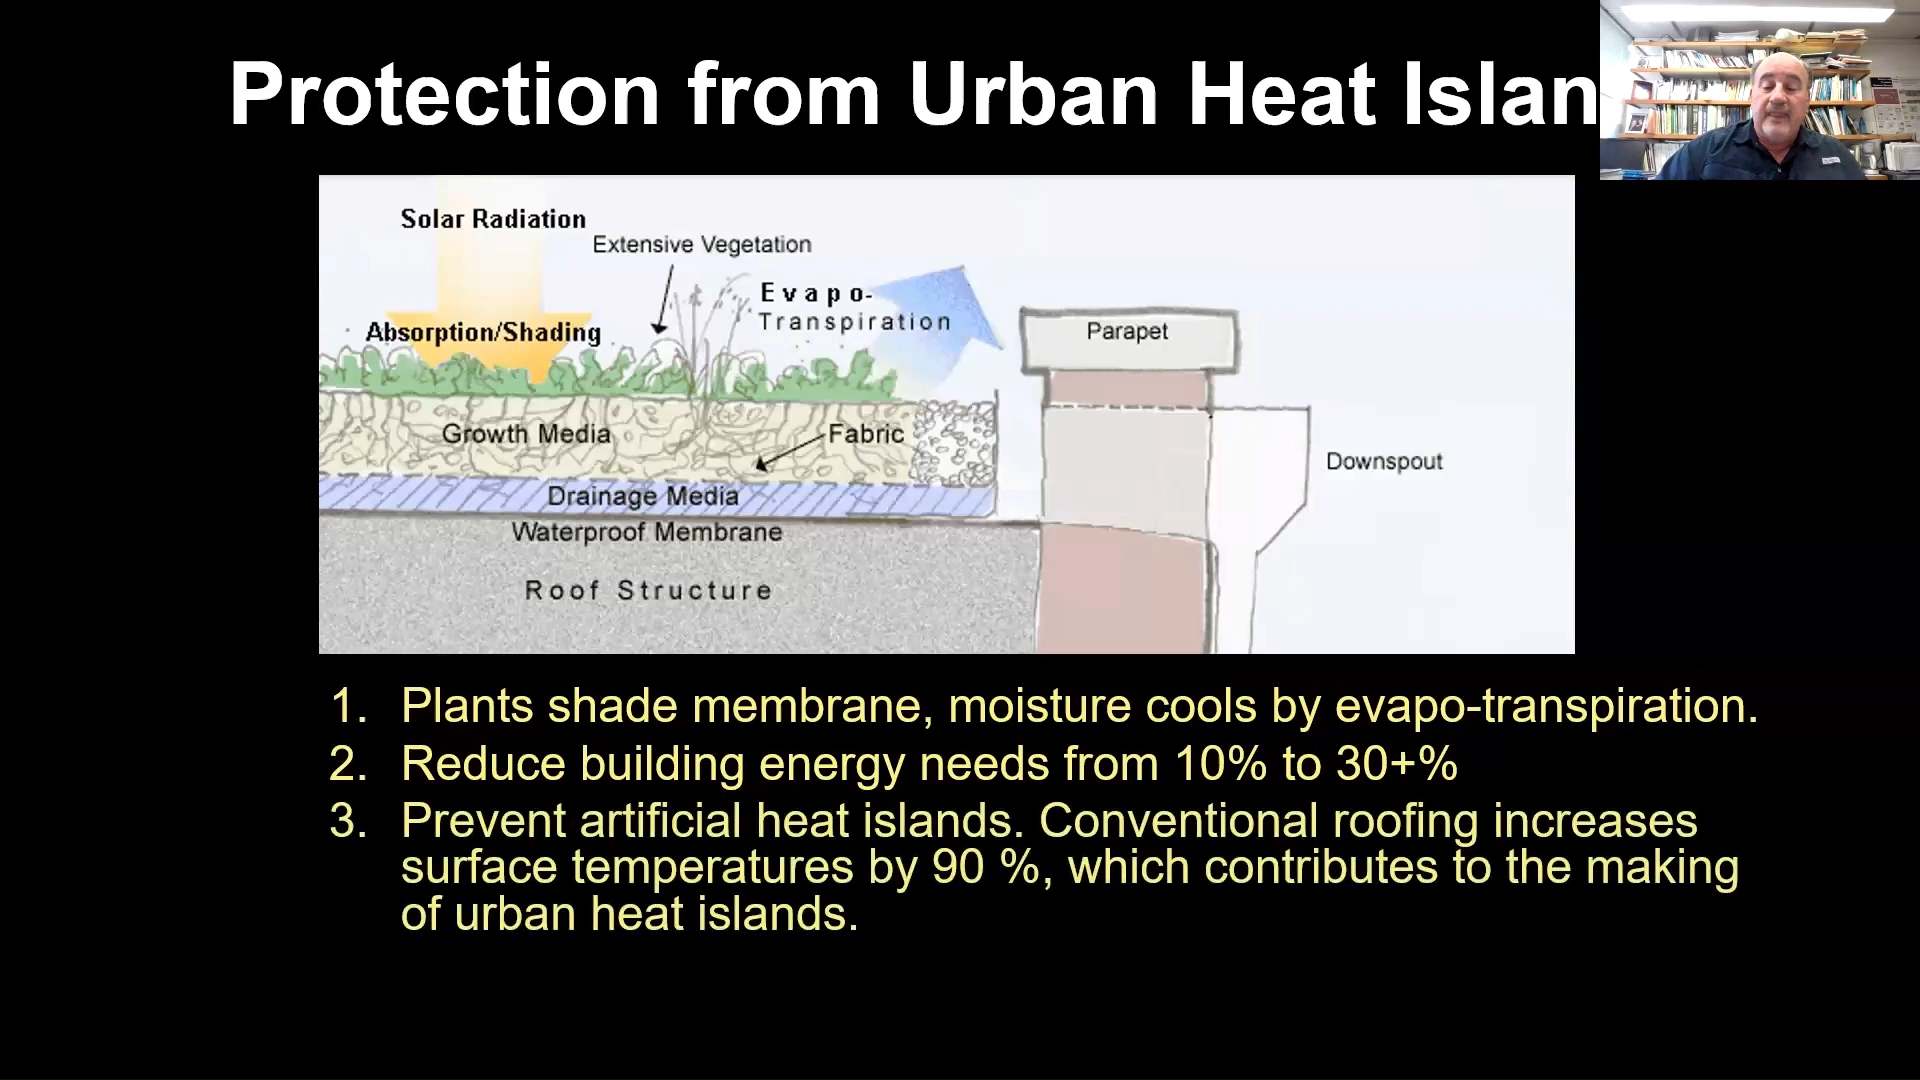 Protection from Urban Heat Islan
Solar Radiation
Extensive Vegetation
Evapo-
Transpiration
Absorption/Shading
Parapet
Growth Media
Fabric
Downspout
Drainage Media
Waterproof Membrane
Roof Structure
1. Plants shade membrane, moisture cools by evapo-transpiration.
2. Reduce building energy needs from 10% to 30+%
3. Prevent artificial heat islands. Conventional roofing increases
surface temperatures by 90 %, which contributes to the making
of urban heat islands.